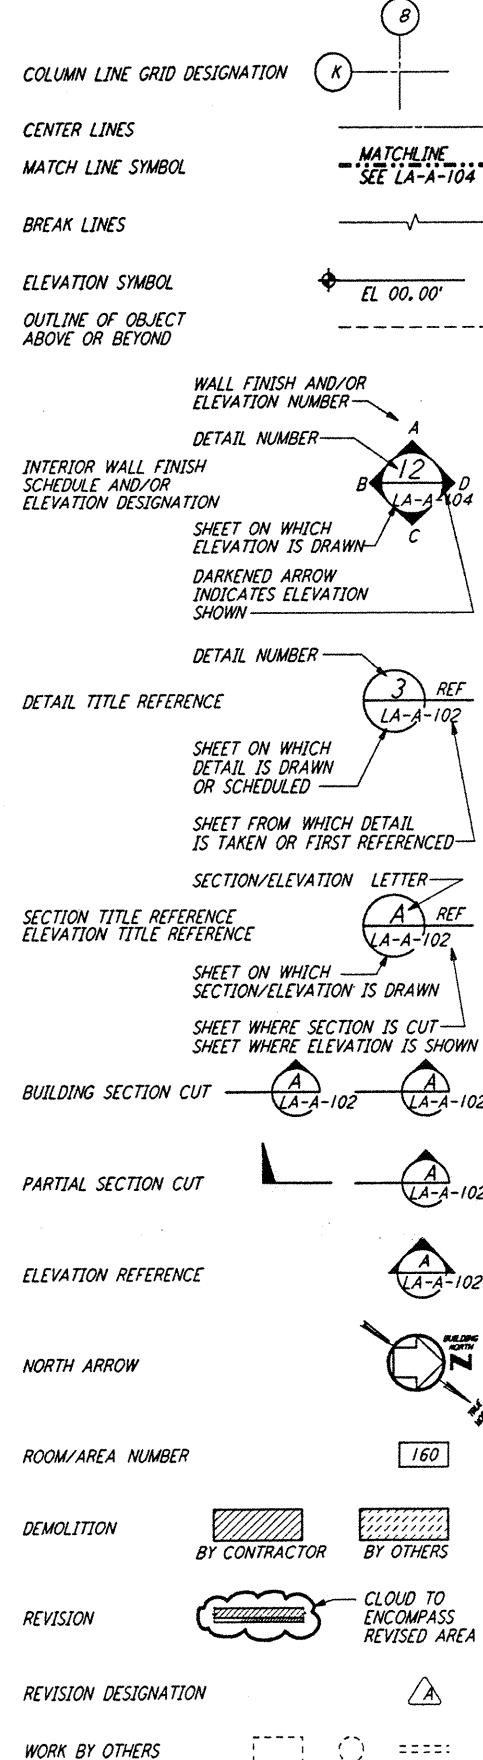 8
COLUMN LINE GRID DESIGNATION
K
CENTER LINES
MATCH LINE SYMBOL
MATCHLINE
SEE LA-A-104
BREAK LINES
ELEVATION SYMBOL
EL 00.00'
OUTLINE OF OBJECT
ABOVE OR BEYOND
WALL FINISH AND/OR
ELEVATION NUMBER
A
DETAIL NUMBER
INTERIOR WALL FINISH
SCHEDULE AND/OR
ELEVATION DESIGNATION
12
B
D
LA-A-104
C
SHEET ON WHICH
ELEVATION IS DRAWN
DARKENED ARROW
INDICATES ELEVATION
SHOWN
DETAIL NUMBER
DETAIL TITLE REFERENCE
3
REF
LA-A-102
SHEET ON WHICH
DETAIL IS DRAWN
OR SCHEDULED
SHEET FROM WHICH DETAIL
IS TAKEN OR FIRST REFERENCED
SECTION/ELEVATION LETTER
SECTION TITLE REFERENCE
ELEVATION TITLE REFERENCE
A
REF
LA-A-102
SHEET ON WHICH
SECTION/ELEVATION IS DRAWN
SHEET WHERE SECTION IS CUT
SHEET WHERE ELEVATION IS SHOWN
BUILDING SECTION CUT
A
LA-A-102
A
LA-A-102
PARTIAL SECTION CUT
A
LA-A-102
ELEVATION REFERENCE
A
LA-A-102
NORTH ARROW
BUILDING
NORTH
N
ROOM/AREA NUMBER
160
DEMOLITION
BY CONTRACTOR
BY OTHERS
REVISION
CLOUD TO
ENCOMPASS
REVISED AREA
REVISION DESIGNATION
A
WORK BY OTHERS